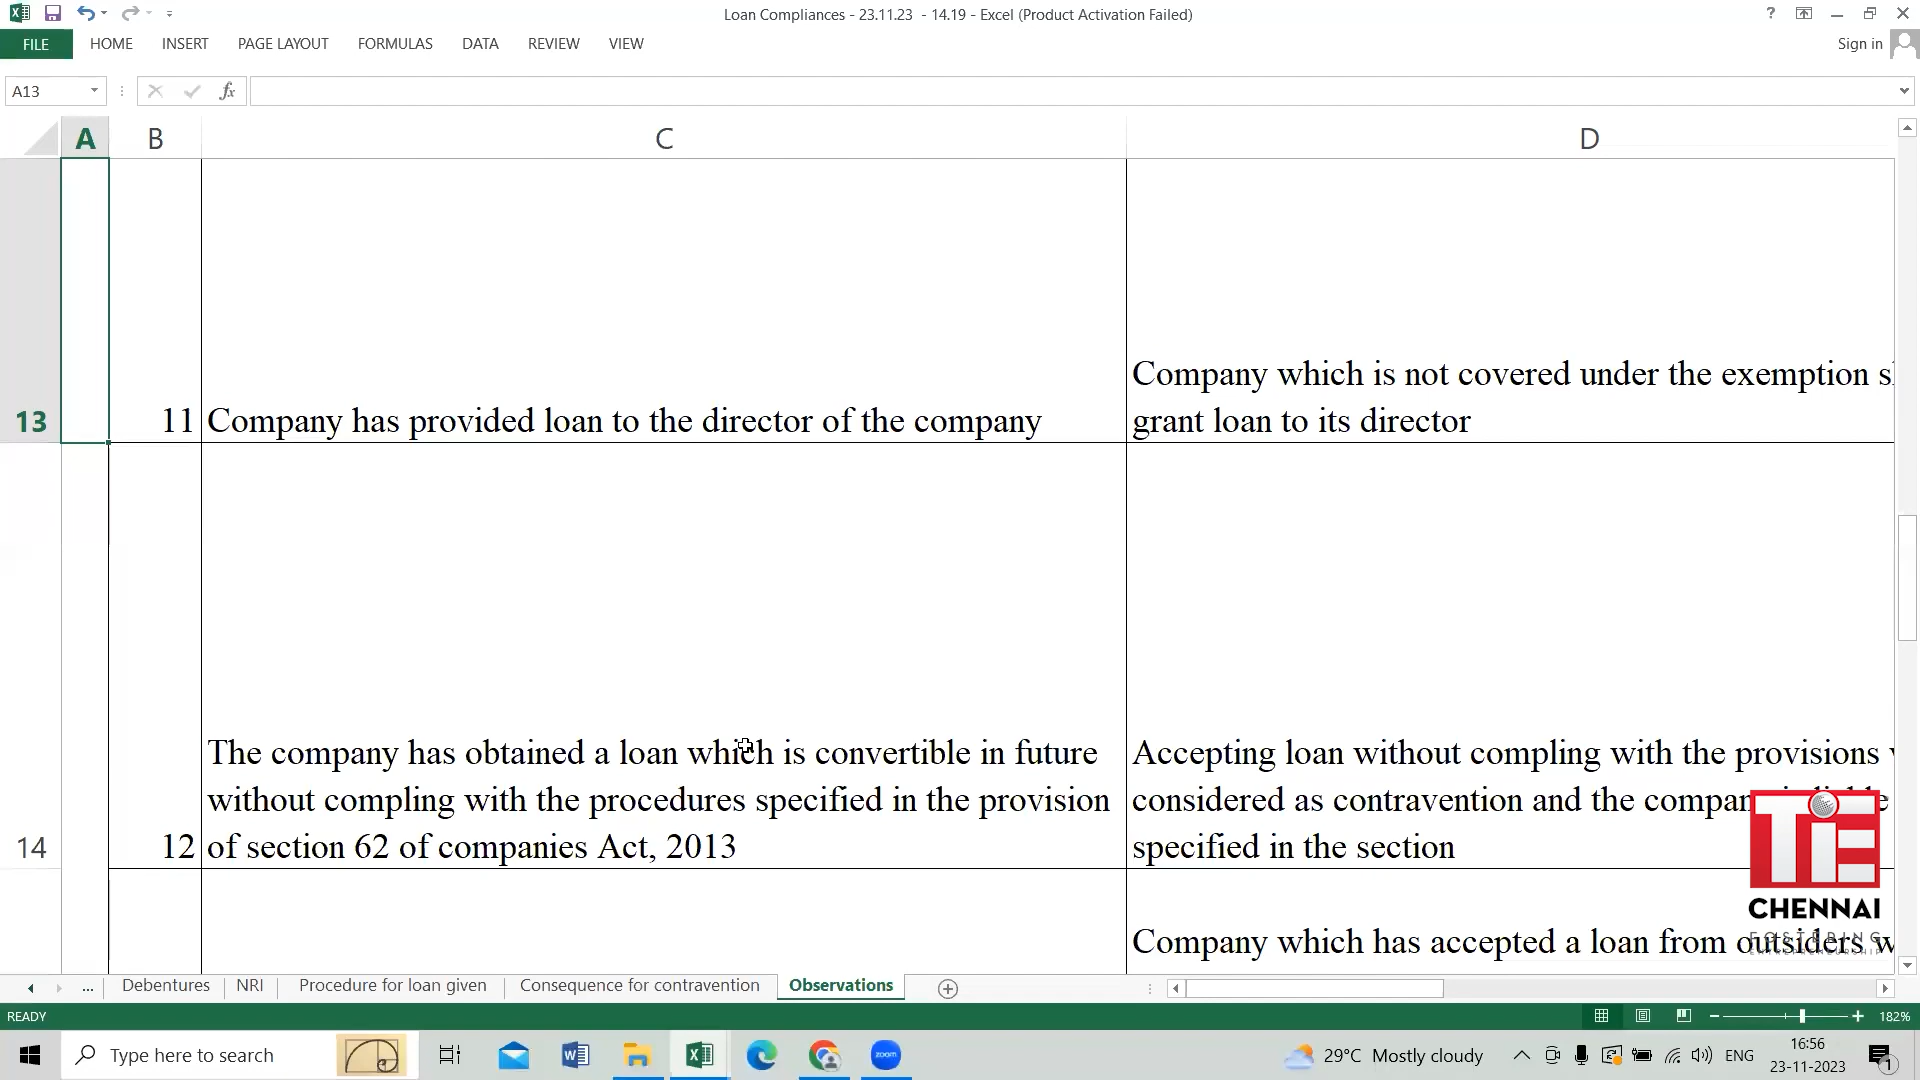 Loan Compliances - 23.11.23 - 14.19 - Excel (Product Activation Failed)
?
FILE HOME INSERT PAGE LAYOUT FORMULAS DATA REVIEW VIEW
Sign in
A13
fx
A B C D
Company which is not covered under the exemption
13 11 Company has provided loan to the director of the company grant loan to its director
The company has obtained a loan which is convertible in future
Accepting loan without compling with the provisions
without compling with the procedures specified in the provision
considered as contravention and the company
14 12 of section 62 of companies Act, 2013
specified in the section
Company which has accepted a loan from outsiders
TiE
CHENNAI
FOSTERING
ENTREPRENEURSHIP
... Debentures NRI Procedure for loan given Consequence for contravention Observations
READY
182%
Type here to search
zoom
29°C Mostly cloudy
ENG
16:56
23-11-2023
1